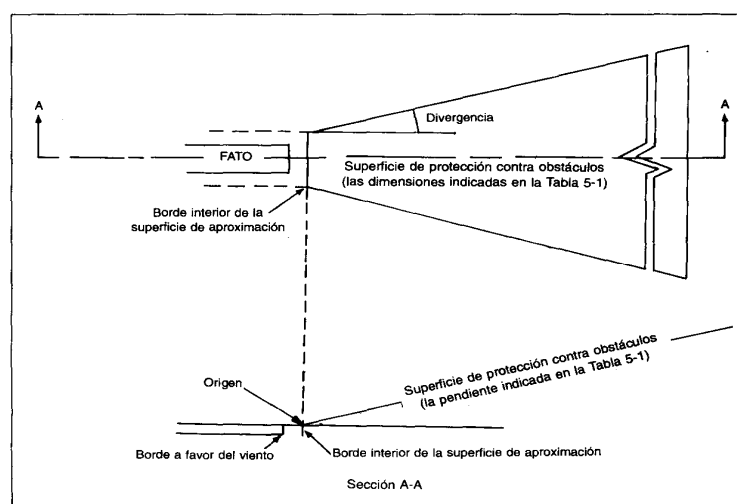 A
A
Divergencia
FATO
Superficie de protección contra obstáculos
(las dimensiones indicadas en la Tabla 5-1)
Borde interior de la
superficie de aproximación
Superficie de protección contra obstáculos
(la pendiente indicada en la Tabla 5-1)
Origen
Borde a favor del viento
Borde interior de la superficie de aproximación
Sección A-A